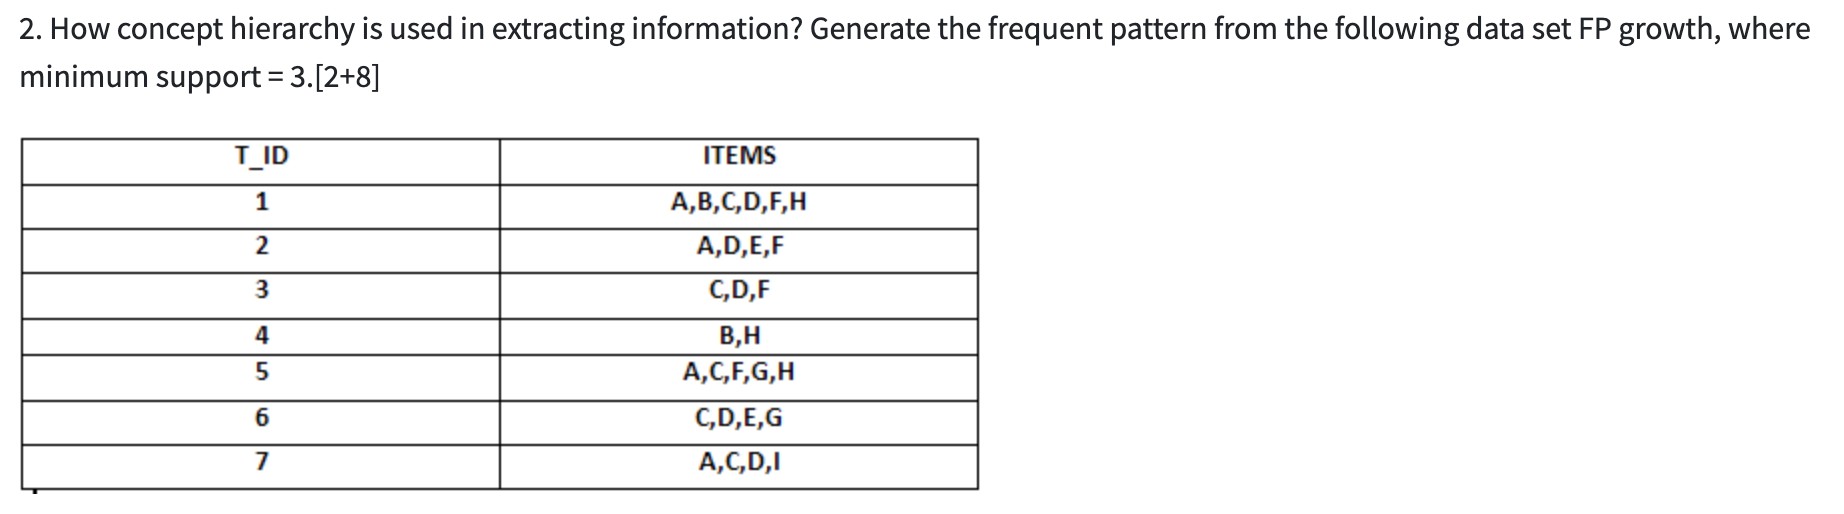 2. How concept hierarchy is used in extracting information? Generate the frequent pattern from the following data set FP growth, where
minimum support = 3.[2+8]
T_ID ITEMS
1 A,B,C,D,F,H
2 A,D,E,F
3 C,D,F
4 B,H
5 A,C,F,G,H
6 C,D,E,G
7 A,C,D,I